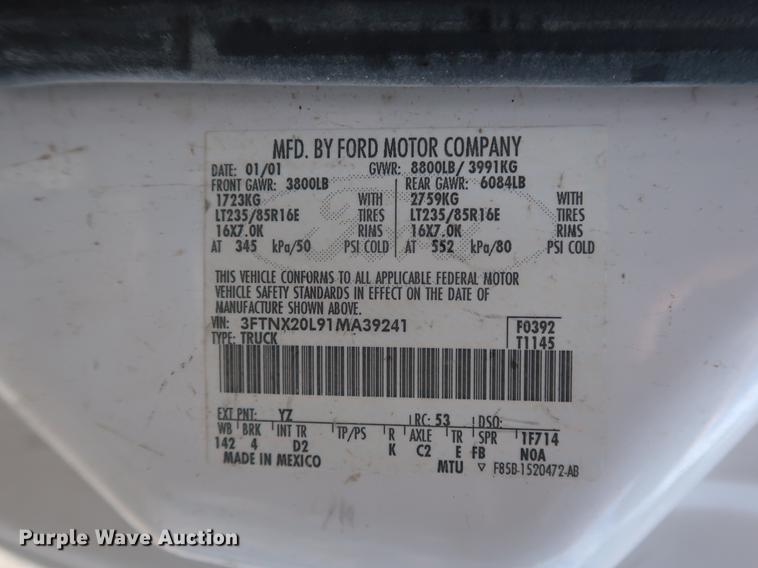 MFD. BY FORD MOTOR COMPANY
DATE: 01/01 GVWR: 8800LB/ 3991KG
FRONT GAWR: 3800LB REAR GAWR: 6084LB
1723KG WITH 2759KG WITH
LT235/85R16E TIRES LT235/85R16E TIRES
16X7.0K RIMS 16X7.0K RIMS
AT 345 kPa/50 PSI COLD AT 552 kPa/80 PSI COLD
THIS VEHICLE CONFORMS TO ALL APPLICABLE FEDERAL MOTOR
VEHICLE SAFETY STANDARDS IN EFFECT ON THE DATE OF
MANUFACTURE SHOWN ABOVE.
VIN: 3FTNX20L91MA39241 F0392
TYPE: TRUCK T1145
EXT PNT: YZ RC: 53 DSO:
WB BRK INT TR TP/PS R AXLE TR SPR 1F714
142 4 D2 K C2 E FB N0A
MADE IN MEXICO MTU F85B-1520472-AB
Purple Wave Auction